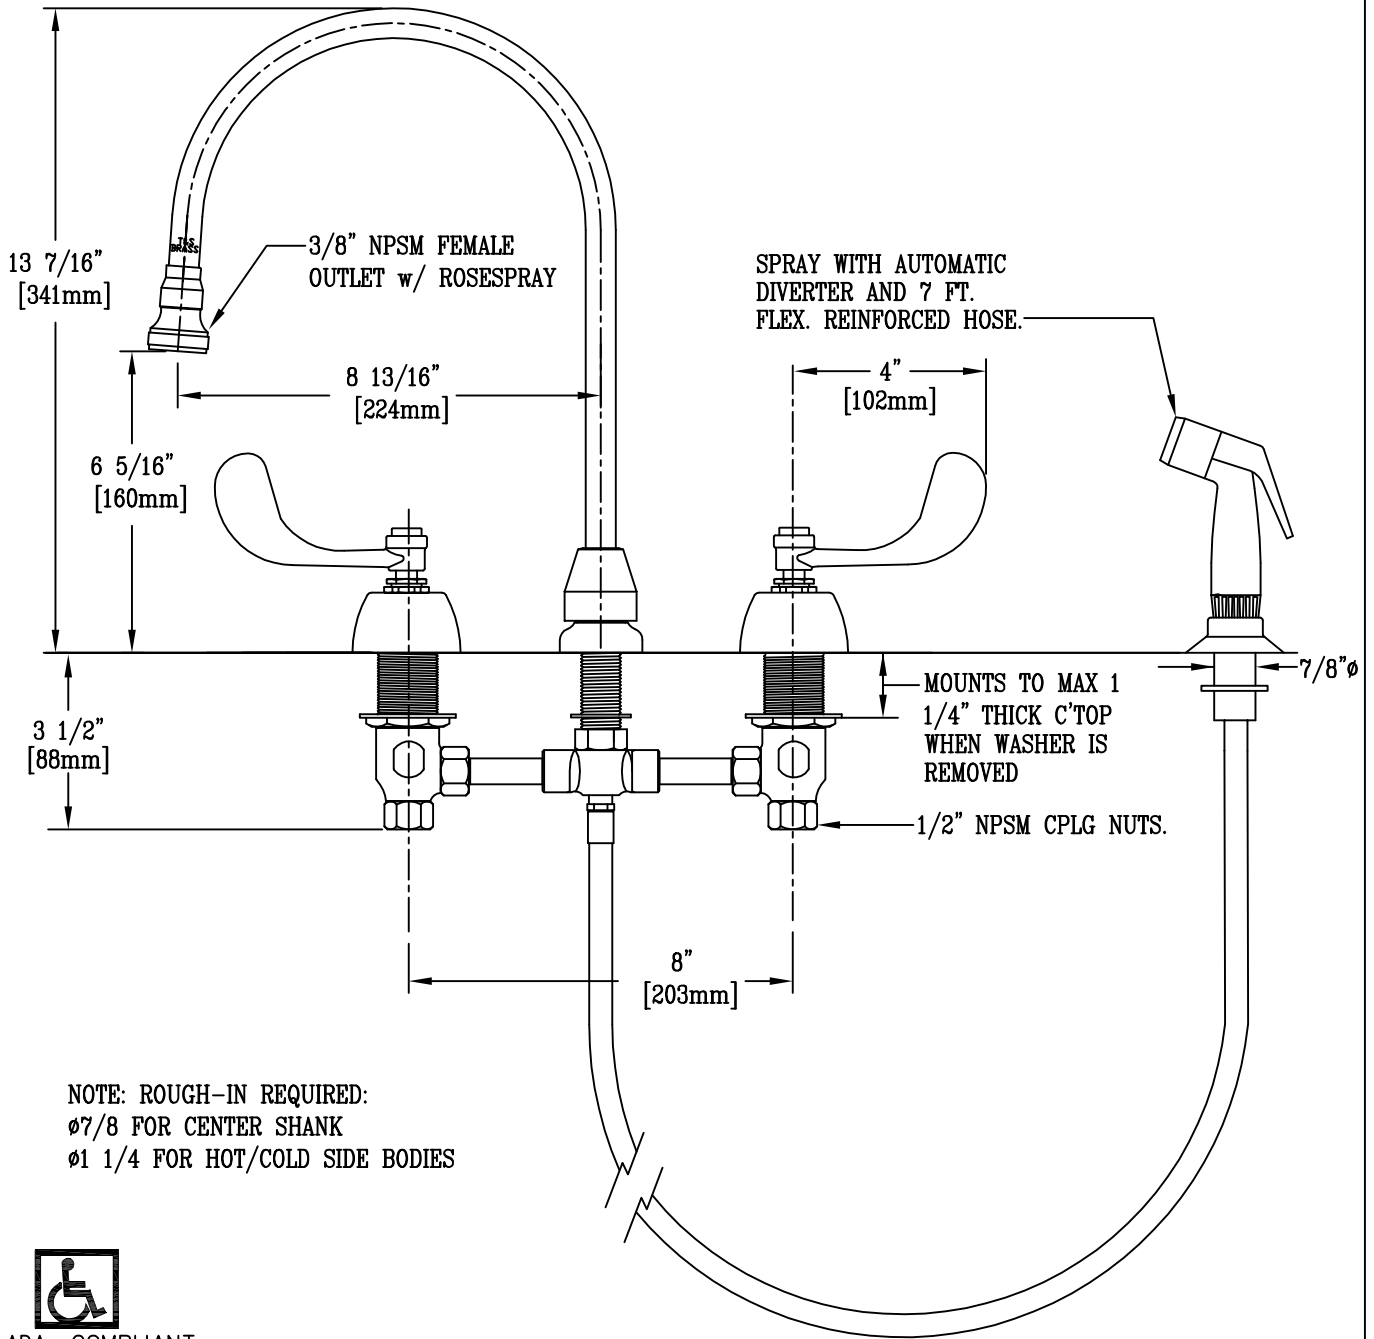 13 7/16"
[341mm]
T&S
BRASS
3/8" NPSM FEMALE
OUTLET w/ ROSESPRAY
SPRAY WITH AUTOMATIC
DIVERTER AND 7 FT.
FLEX. REINFORCED HOSE.
8 13/16"
[224mm]
4"
[102mm]
6 5/16"
[160mm]
7/8"ø
MOUNTS TO MAX 1
1/4" THICK C'TOP
WHEN WASHER IS
REMOVED
3 1/2"
[88mm]
1/2" NPSM CPLG NUTS.
8"
[203mm]
NOTE: ROUGH-IN REQUIRED:
ø7/8 FOR CENTER SHANK
ø1 1/4 FOR HOT/COLD SIDE BODIES
ADA COMPLIANT